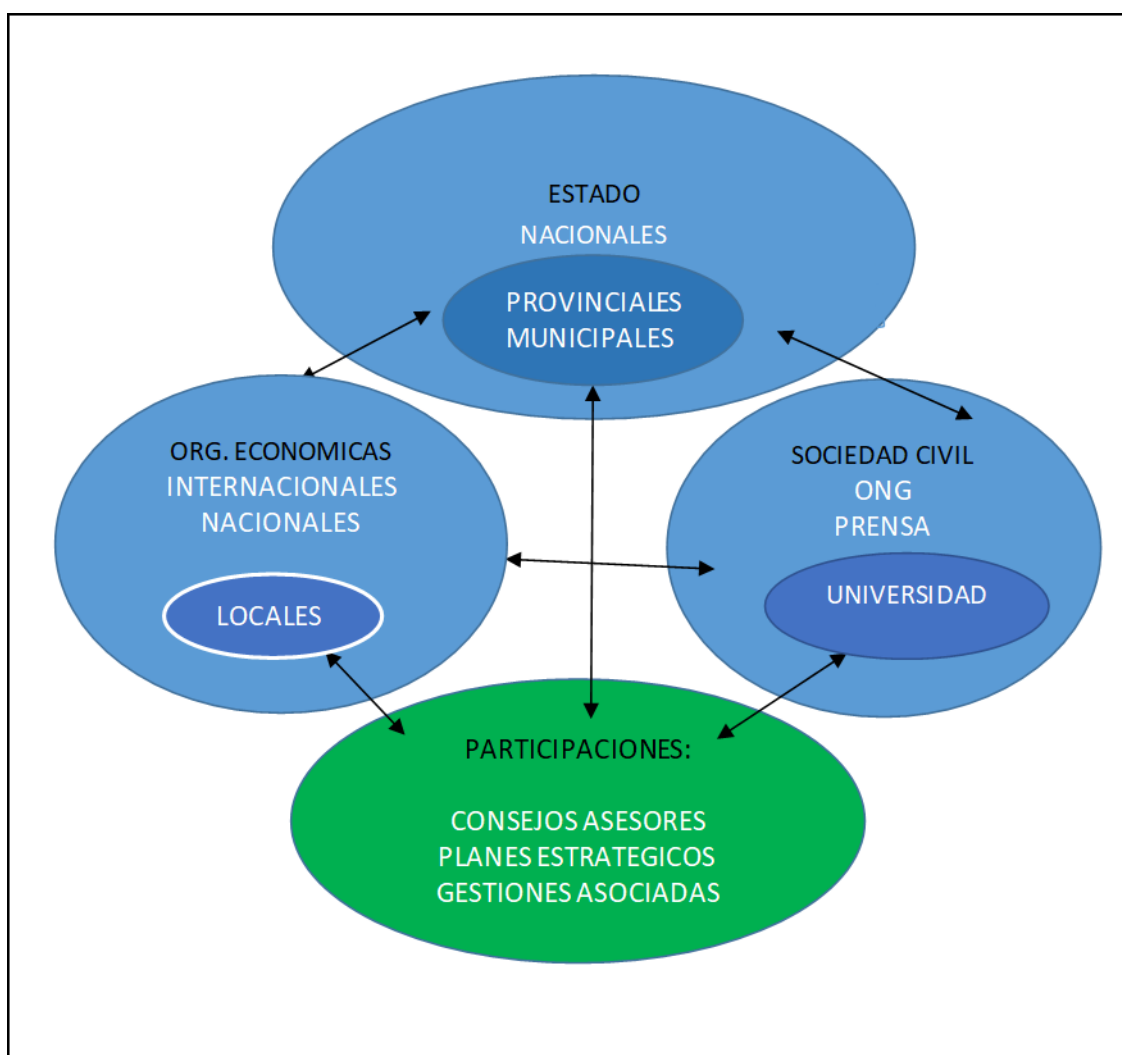 ESTADO
NACIONALES
PROVINCIALES
MUNICIPALES
ORG. ECONOMICAS
INTERNACIONALES
NACIONALES
LOCALES
SOCIEDAD CIVIL
ONG
PRENSA
UNIVERSIDAD
PARTICIPACIONES:
CONSEJOS ASESORES
PLANES ESTRATEGICOS
GESTIONES ASOCIADAS